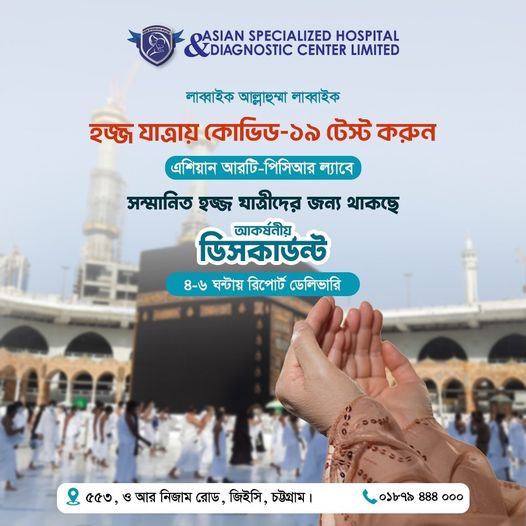 ASIAN SPECIALIZED HOSPITAL
& DIAGNOSTIC CENTER LIMITED
লাব্বাইক আল্লাহুম্মা লাব্বাইক
হজ্জ যাত্রায় কোভিড-১৯ টেস্ট করুন
এশিয়ান আরটি-পিসিআর ল্যাবে
সম্মানিত হজ্জ যাত্রীদের জন্য থাকছে
আকর্ষনীয়
ডিসকাউন্ট
৪-৬ ঘন্টায় রিপোর্ট ডেলিভারি
৫৫৩, ও আর নিজাম রোড, জিইসি, চট্টগ্রাম।
০১৮৭৯ ৪৪৪ ০০০